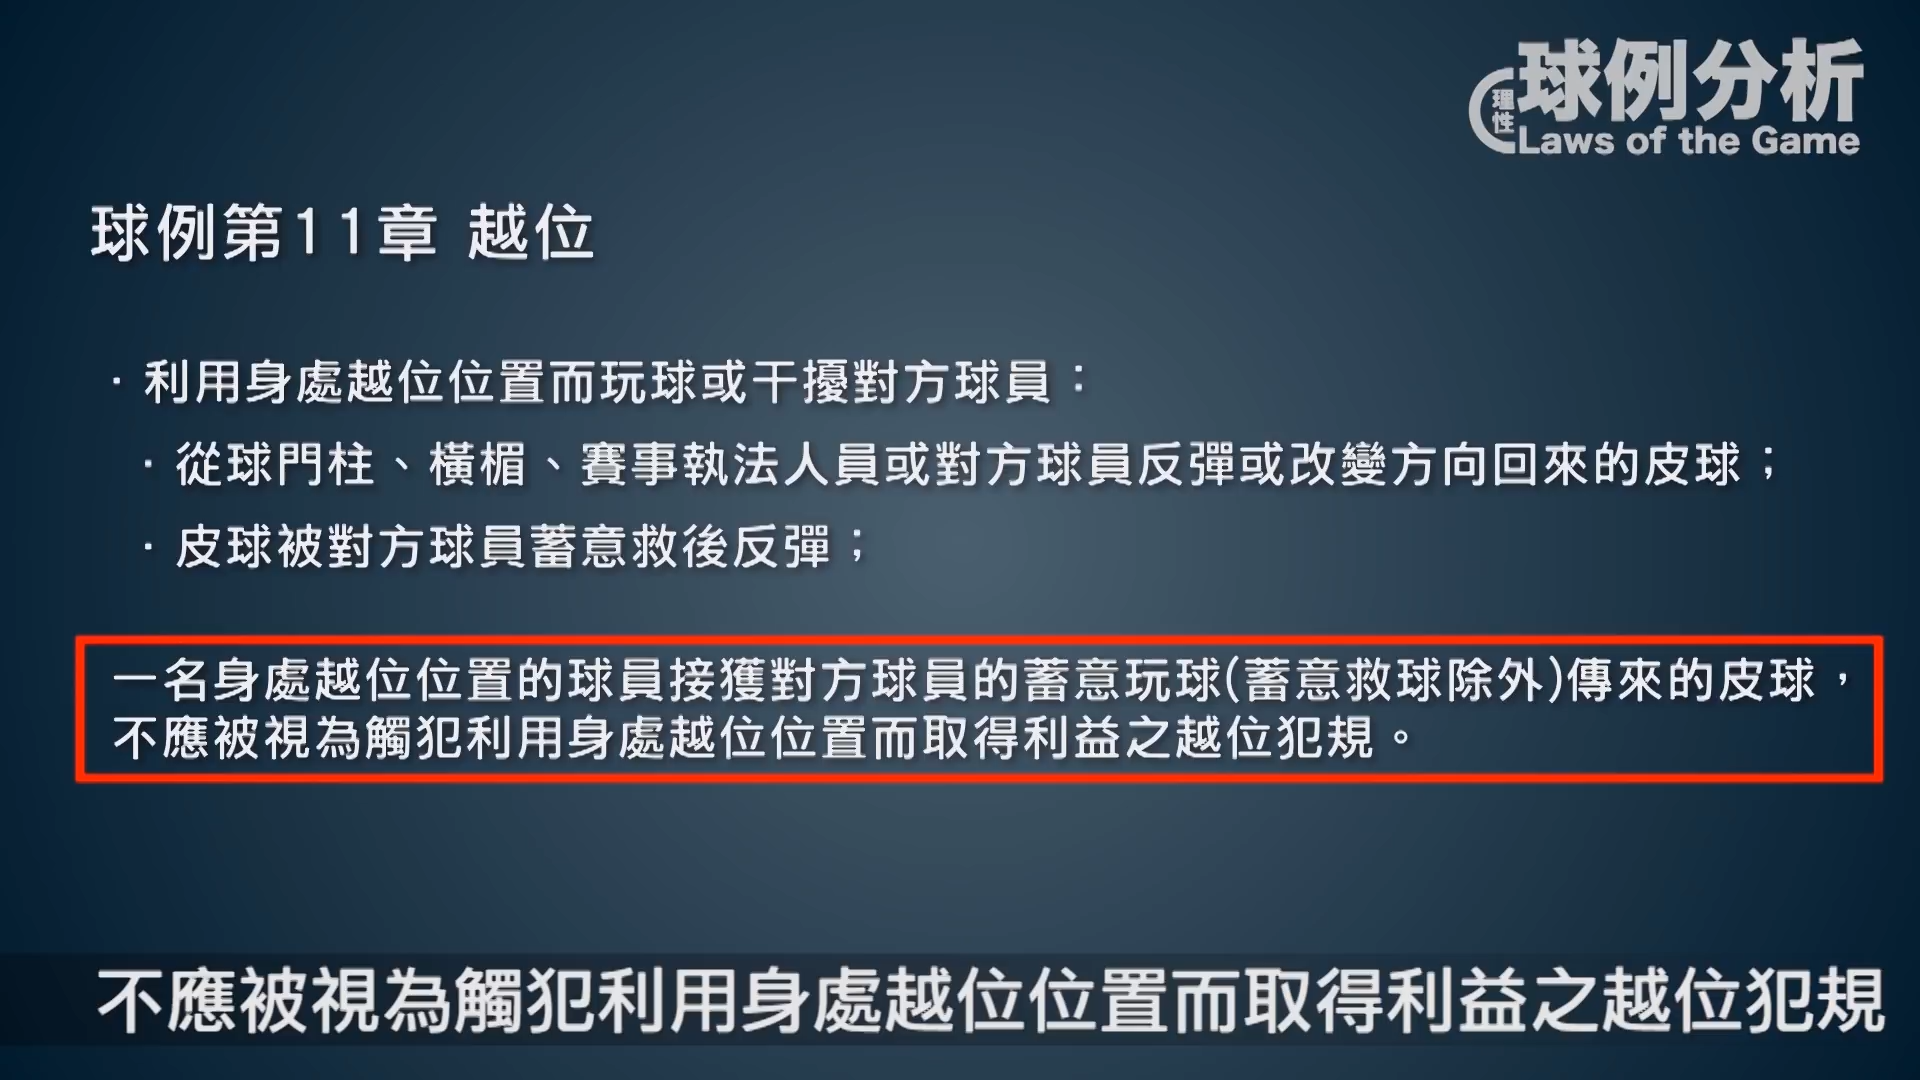 理性
球例分析
Laws of the Game
球例第11章 越位
·利用身處越位位置而玩球或干擾對方球員：
·從球門柱、橫楣、賽事執法人員或對方球員反彈或改變方向回來的皮球；
·皮球被對方球員蓄意救後反彈；
一名身處越位位置的球員接獲對方球員的蓄意玩球(蓄意救球除外)傳來的皮球，
不應被視為觸犯利用身處越位位置而取得利益之越位犯規。
不應被視為觸犯利用身處越位位置而取得利益之越位犯規